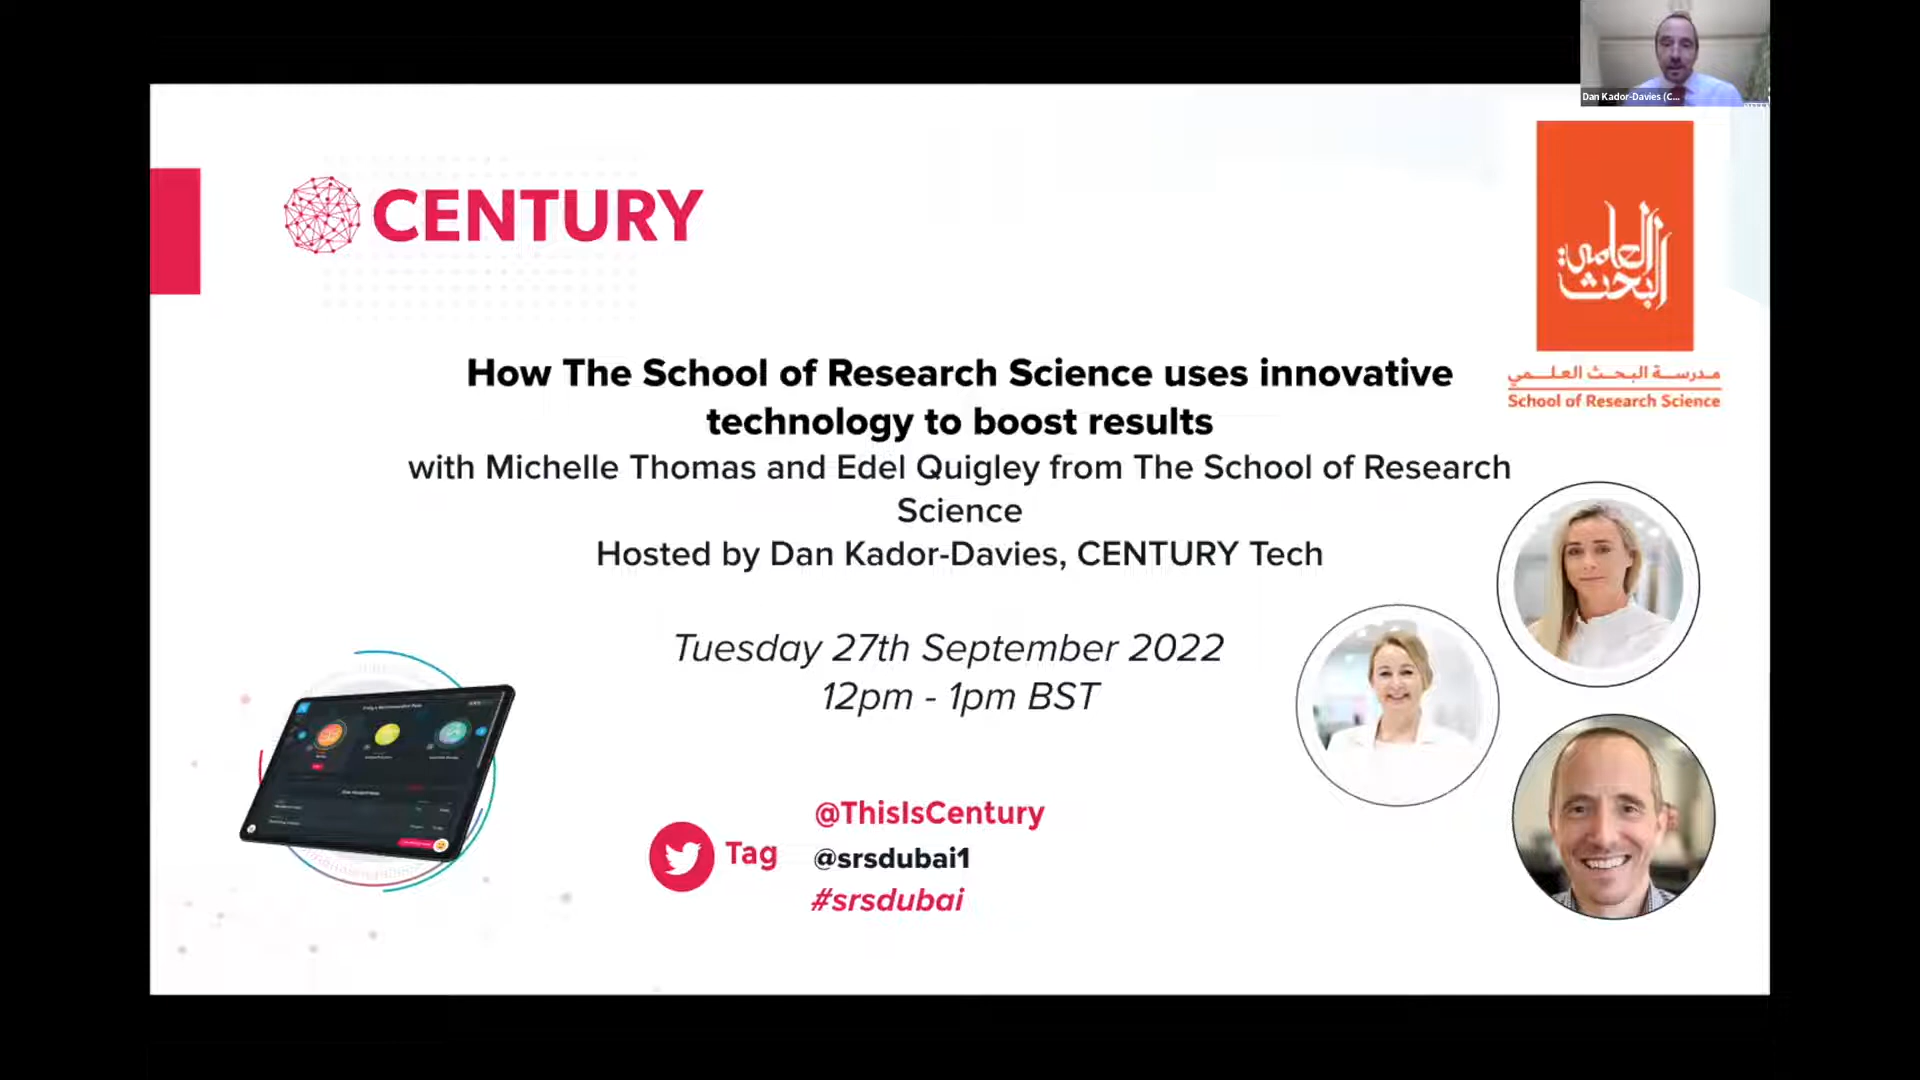 Dan Kador-Davies (C...
CENTURY
العلمي
البحث
مدرسة البحث العلمي
School of Research Science
How The School of Research Science uses innovative
technology to boost results
with Michelle Thomas and Edel Quigley from The School of Research
Science
Hosted by Dan Kador-Davies, CENTURY Tech
Tuesday 27th September 2022
12pm - 1pm BST
Tag
@ThisIsCentury
@srsdubai1
#srsdubai